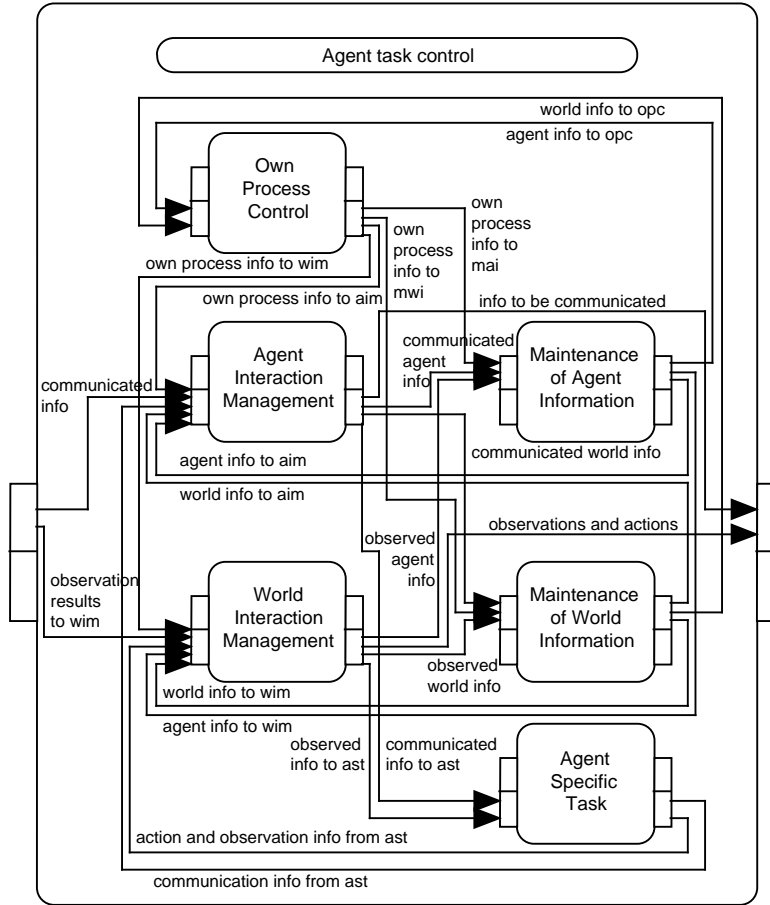 Agent task control
world info to opc
agent info to opc
Own
Process
Control
own
process
info to
mai
own
process
info to
mwi
own process info to wim
own process info to aim
info to be communicated
Agent
Interaction
Management
communicated
agent
info
Maintenance
of Agent
Information
communicated
info
agent info to aim
communicated world info
world info to aim
observations and actions
observed
agent
info
observation
results
to wim
World
Interaction
Management
Maintenance
of World
Information
observed
world info
world info to wim
agent info to wim
observed
info to ast
communicated
info to ast
Agent
Specific
Task
action and observation info from ast
communication info from ast